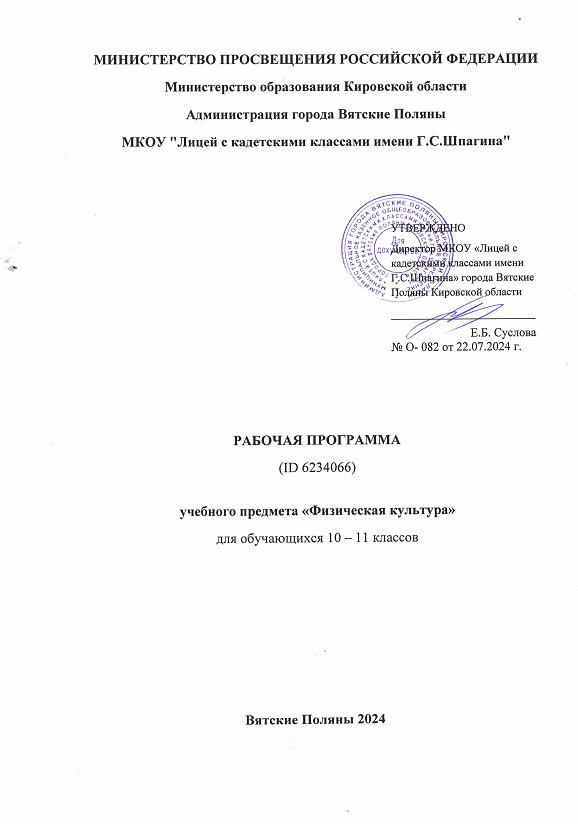 МИНИСТЕРСТВО ПРОСВЕЩЕНИЯ РОССИЙСКОЙ ФЕДЕРАЦИИ
Министерство образования Кировской области
Администрация города Вятские Поляны
МКОУ "Лицей с кадетскими классами имени Г.С.Шпагина"
УТВЕРЖДЕНО
Директор МКОУ «Лицей с
кадетскими классами имени
Г.С.Шпагина» города Вятские
Поляны Кировской области
Е.Б. Суслова
№ О- 082 от 22.07.2024 г.
Для
ДОКУМЕНТОВ
РАБОЧАЯ ПРОГРАММА
(ID 6234066)
учебного предмета «Физическая культура»
для обучающихся 10 – 11 классов
Вятские Поляны 2024